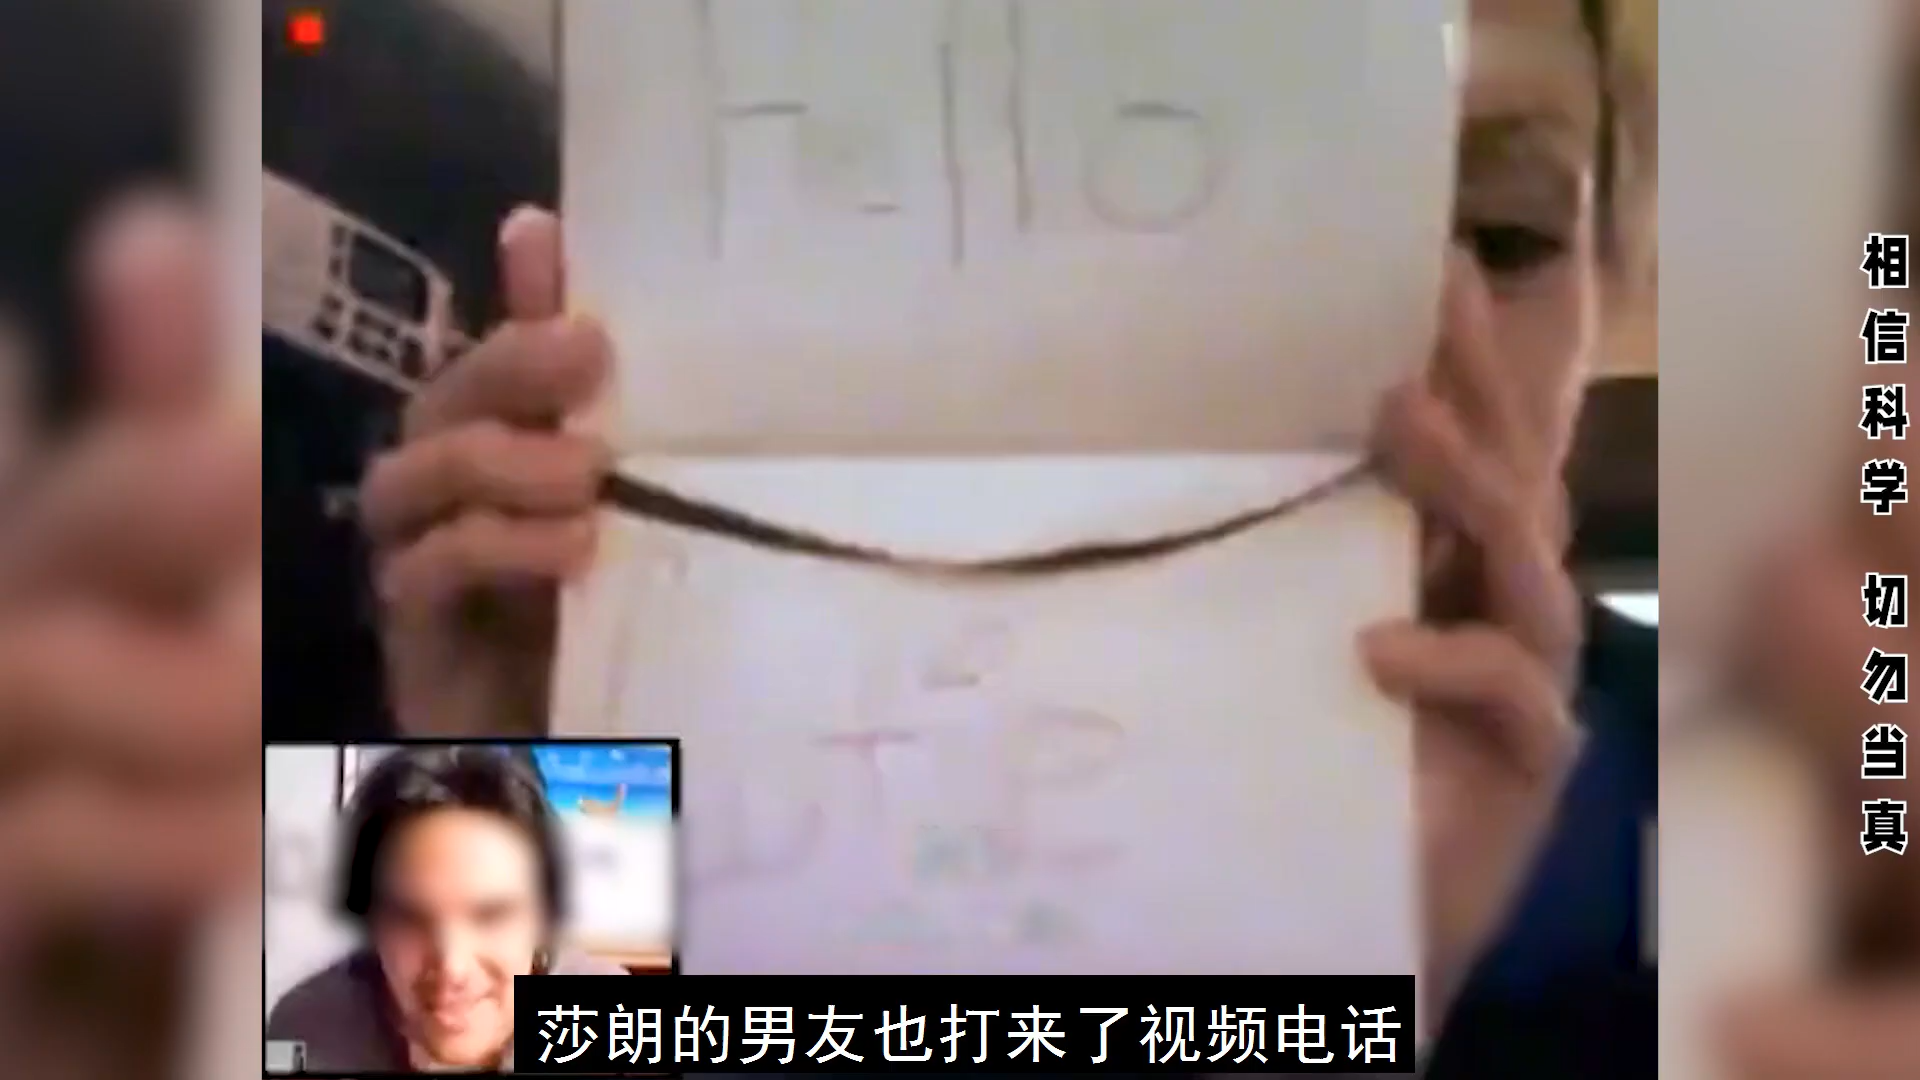 Hello
相信科学 切勿当真
莎朗的男友也打来了视频电话